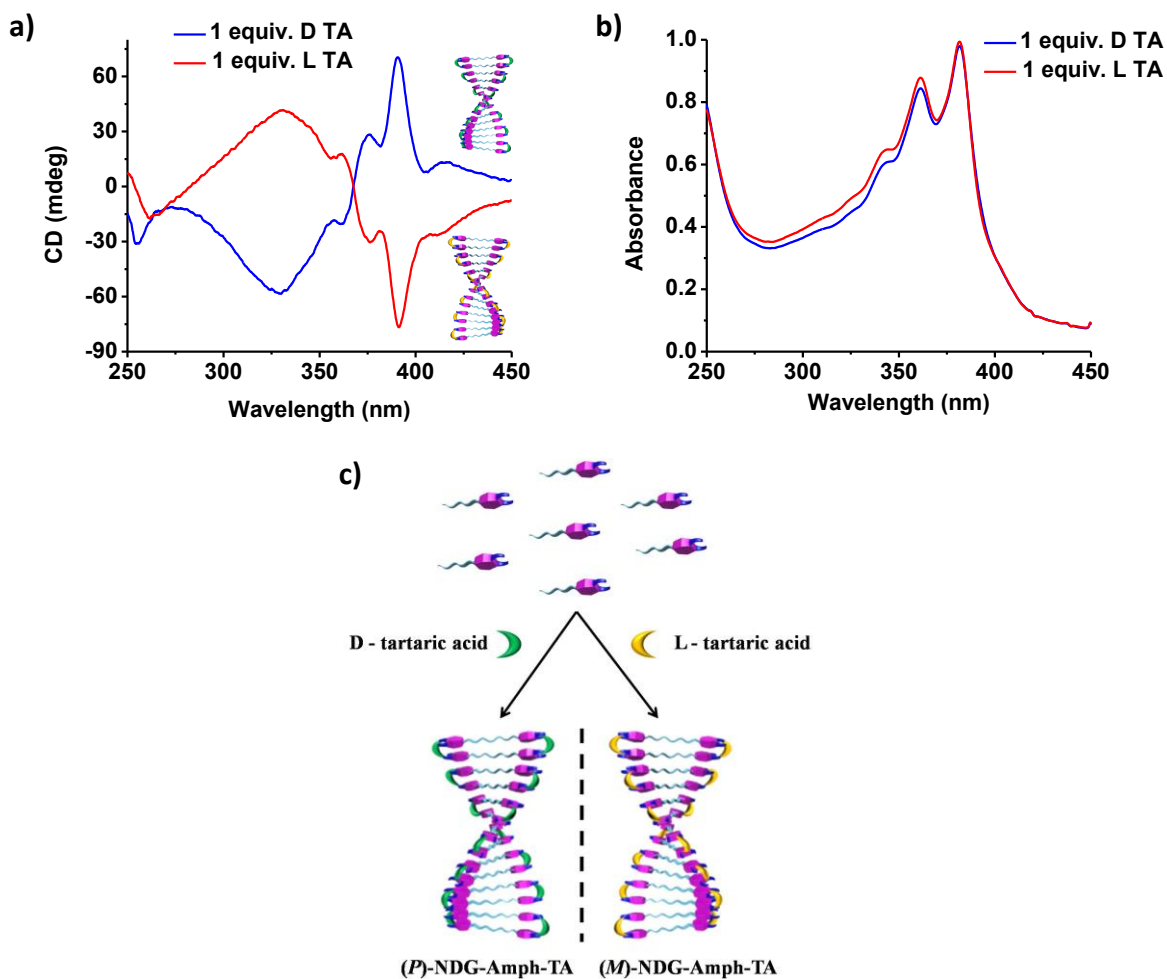 a)
1 equiv. D TA
1 equiv. L TA
60
30
0
-30
-60
-90
CD (mdeg)
250 300 350 400 450
Wavelength (nm)
b)
1 equiv. D TA
1 equiv. L TA
1.0
0.8
0.6
0.4
0.2
0.0
Absorbance
250 300 350 400 450
Wavelength (nm)
c)
D - tartaric acid L - tartaric acid
(P)-NDG-Amph-TA (M)-NDG-Amph-TA